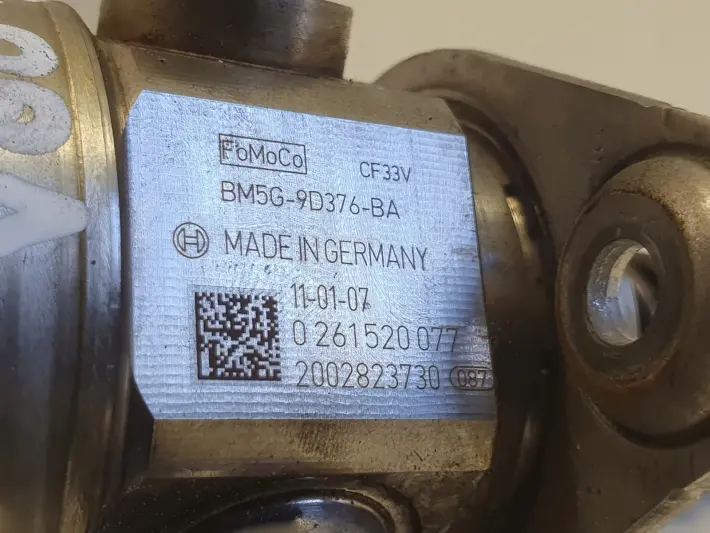 FoMoCo CF33V
BM5G-9D376-BA
MADE IN GERMANY
11-01-07
0 261 520 077
2002823730 087